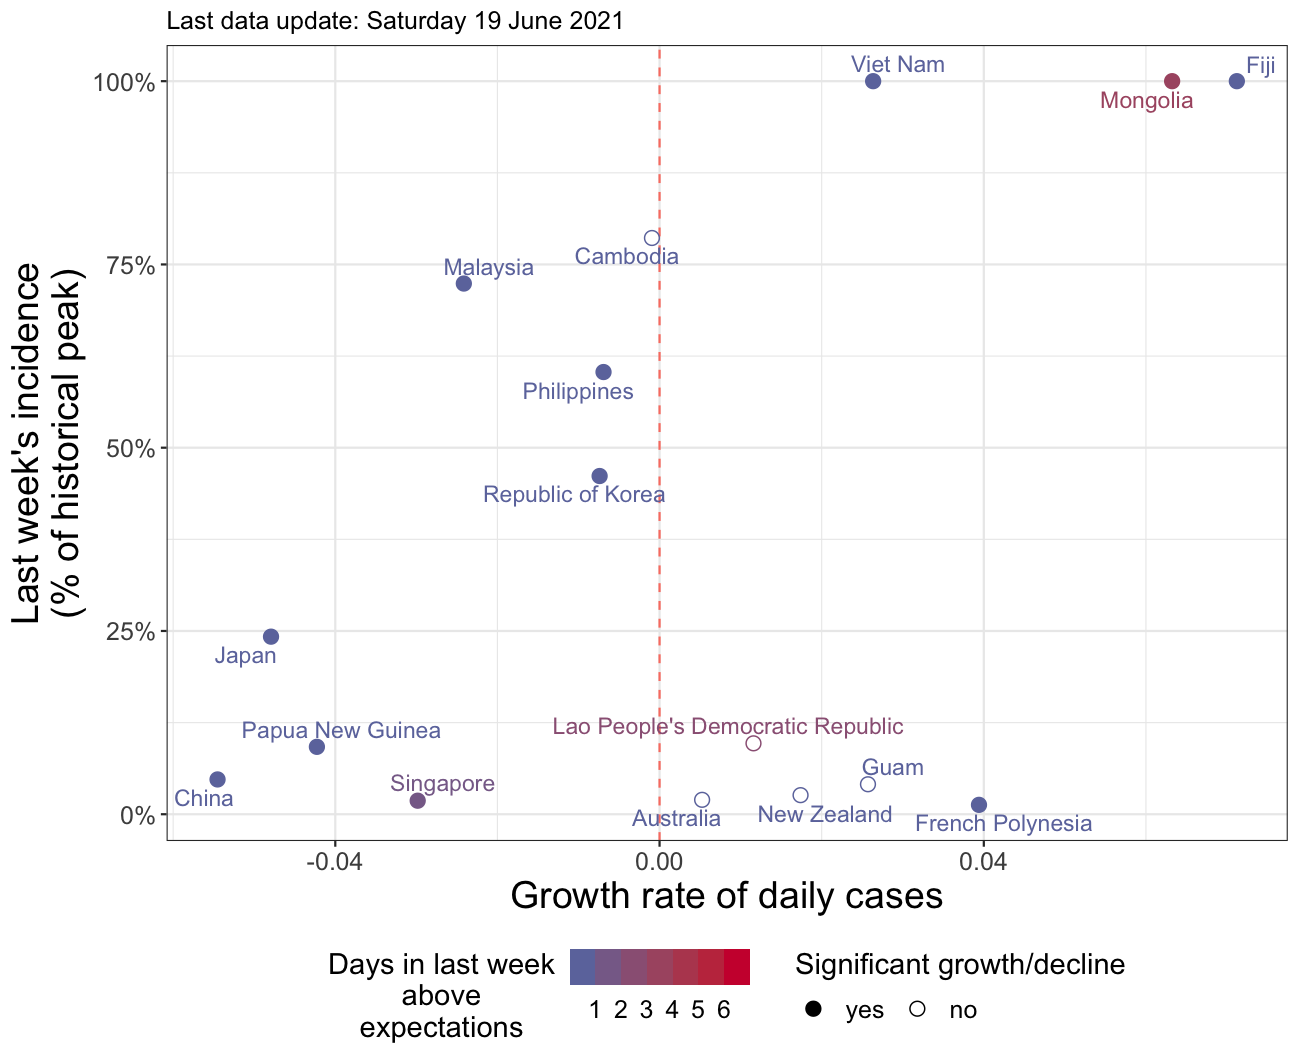 Last data update: Saturday 19 June 2021
Viet Nam
Fiji
100%
Mongolia
Cambodia
75%
Malaysia
Philippines
Last week's incidence
(% of historical peak)
50%
Republic of Korea
25%
Japan
Papua New Guinea
Lao People's Democratic Republic
Guam
Singapore
China
0%
Australia
New Zealand
French Polynesia
-0.04
0.00
0.04
Growth rate of daily cases
Days in last week
above
expectations
1 2 3 4 5 6
Significant growth/decline
yes
no